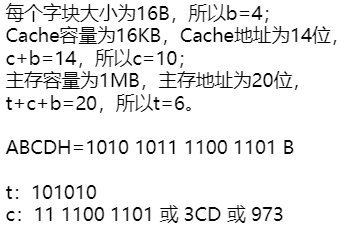 每个字块大小为16B，所以b=4；
Cache容量为16KB，Cache地址为14位，
c+b=14，所以c=10；
主存容量为1MB，主存地址为20位，
t+c+b=20，所以t=6。
ABCDH=1010 1011 1100 1101 B
t：101010
c：11 1100 1101 或 3CD 或 973